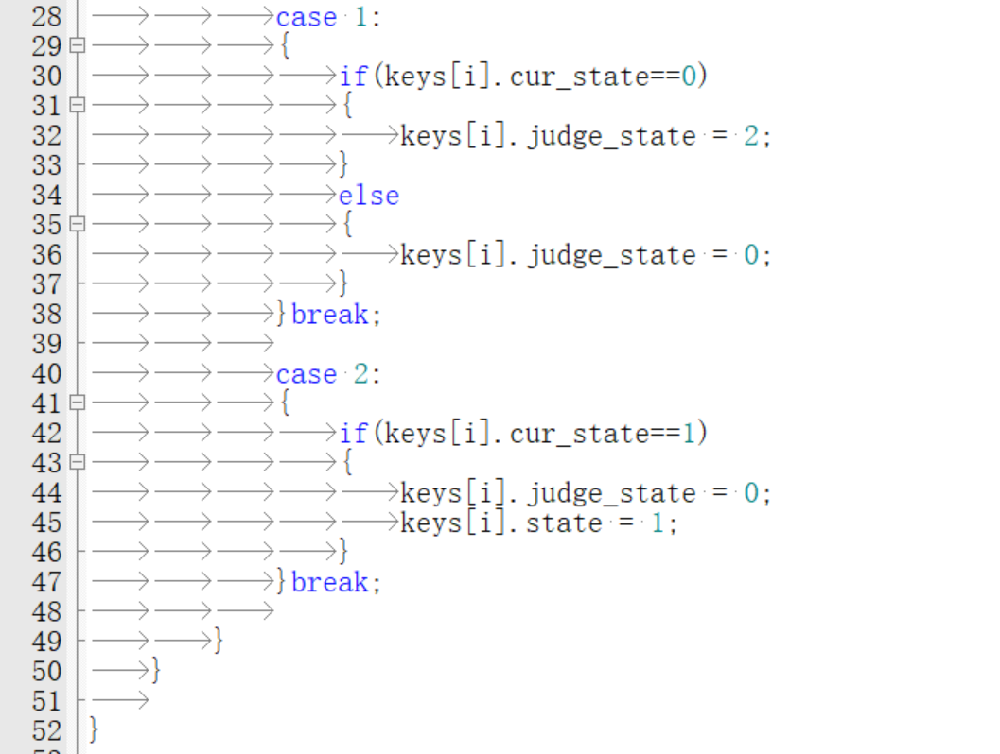 28 case 1:
29 {
30 if(keys[i].cur_state==0)
31 {
32 keys[i].judge_state = 2;
33 }
34 else
35 {
36 keys[i].judge_state = 0;
37 }
38 }break;
39
40 case 2:
41 {
42 if(keys[i].cur_state==1)
43 {
44 keys[i].judge_state = 0;
45 keys[i].state = 1;
46 }
47 }break;
48
49 }
50 }
51
52 }